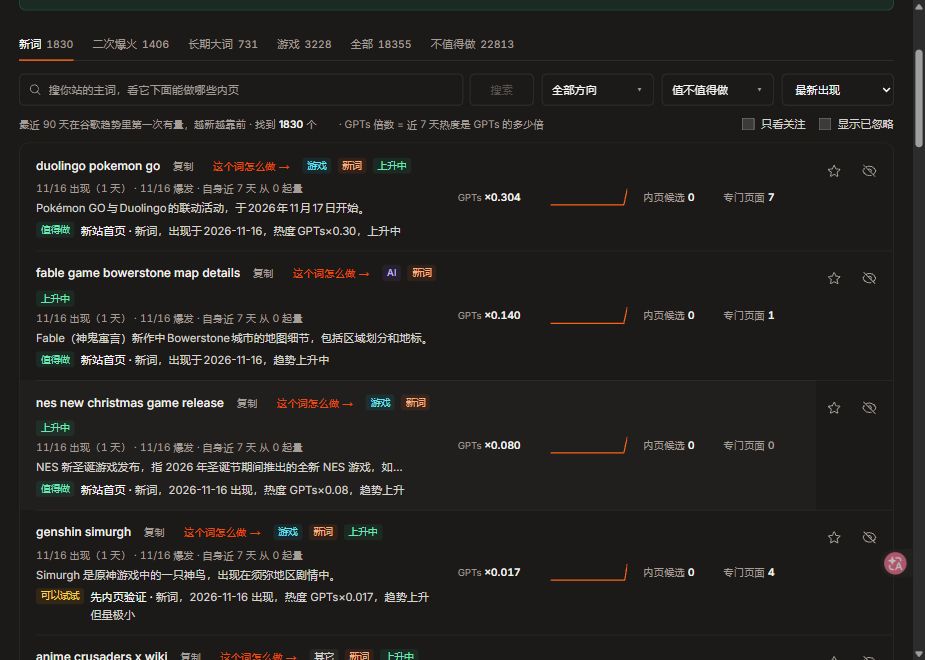 新词 1830 二次爆火 1406 长期大词 731 游戏 3228 全部 18355 不值得做 22813
搜你站的主词，看它下面能做哪些内页 搜索 全部方向 值不值得做 最新出现
最近 90 天在谷歌趋势里第一次有量，越新越靠前 · 找到 1830 个 · GPTs 倍数 = 近 7 天热度是 GPTs 的多少倍 只看关注 显示已忽略
duolingo pokemon go 复制 这个词怎么做 → 游戏 新词 上升中
11/16 出现（1 天） · 11/16 爆发 · 自身近 7 天 从 0 起量
GPTs ×0.304 内页候选 0 专门页面 7
Pokémon GO与Duolingo的联动活动，于2026年11月17日开始。
值得做 新站首页 · 新词，出现于2026-11-16，热度GPTs×0.30，上升中
fable game bowerstone map details 复制 这个词怎么做 → AI 新词
上升中
11/16 出现（1 天） · 11/16 爆发 · 自身近 7 天 从 0 起量
GPTs ×0.140 内页候选 0 专门页面 1
Fable（神鬼寓言）新作中Bowerstone城市的地图细节，包括区域划分和地标。
值得做 新站首页 · 新词，出现于2026-11-16，趋势上升中
nes new christmas game release 复制 这个词怎么做 → 游戏 新词
上升中
11/16 出现（1 天） · 11/16 爆发 · 自身近 7 天 从 0 起量
GPTs ×0.080 内页候选 0 专门页面 0
NES 新圣诞游戏发布，指 2026 年圣诞节期间推出的全新 NES 游戏，如...
值得做 新站首页 · 新词，2026-11-16 出现，热度 GPTs×0.08，趋势上升
genshin simurgh 复制 这个词怎么做 → 游戏 新词 上升中
11/16 出现（1 天） · 11/16 爆发 · 自身近 7 天 从 0 起量
GPTs ×0.017 内页候选 0 专门页面 4
Simurgh 是原神游戏中的一只神鸟，出现在须弥地区剧情中。
可以试试 先内页验证 · 新词，2026-11-16 出现，热度 GPTs×0.017，趋势上升
但量极小
anime crusaders x wiki 复制 这个词怎么做 → 其它 新词 上升中